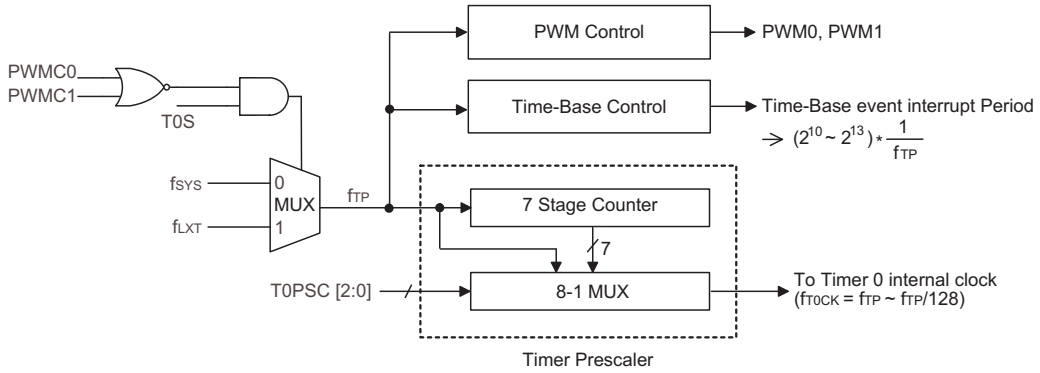 PWM Control
PWM0, PWM1
PWMC0
PWMC1
T0S
Time-Base Control
Time-Base event interrupt Period
→ (2^10 ~ 2^13) * 1/fTP
fSYS
0
MUX
fLXT
1
fTP
7 Stage Counter
7
T0PSC [2:0]
8-1 MUX
To Timer 0 internal clock
(fT0CK = fTP ~ fTP/128)
Timer Prescaler